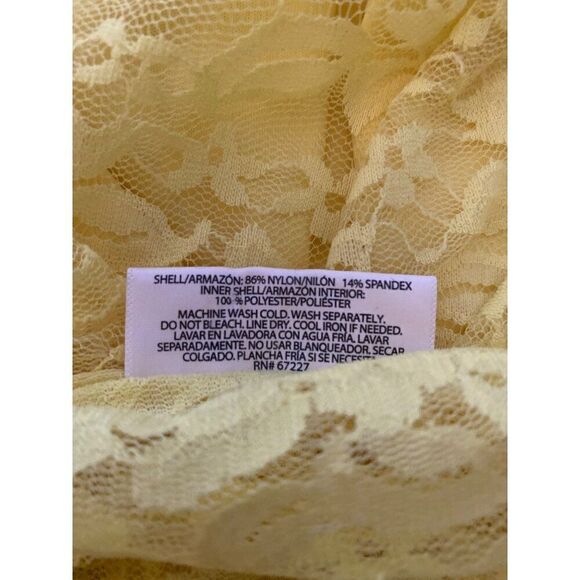 SHELL/ARMAZÓN: 86% NYLON/NILÓN 14% SPANDEX
INNER SHELL/ARMAZÓN INTERIOR:
100 % POLYESTER/POLIÉSTER
MACHINE WASH COLD. WASH SEPARATELY.
DO NOT BLEACH. LINE DRY. COOL IRON IF NEEDED.
LAVAR EN LAVADORA CON AGUA FRÍA. LAVAR
SEPARADAMENTE. NO USAR BLANQUEADOR. SECAR
COLGADO. PLANCHA FRÍA SI SE
RN# 67227